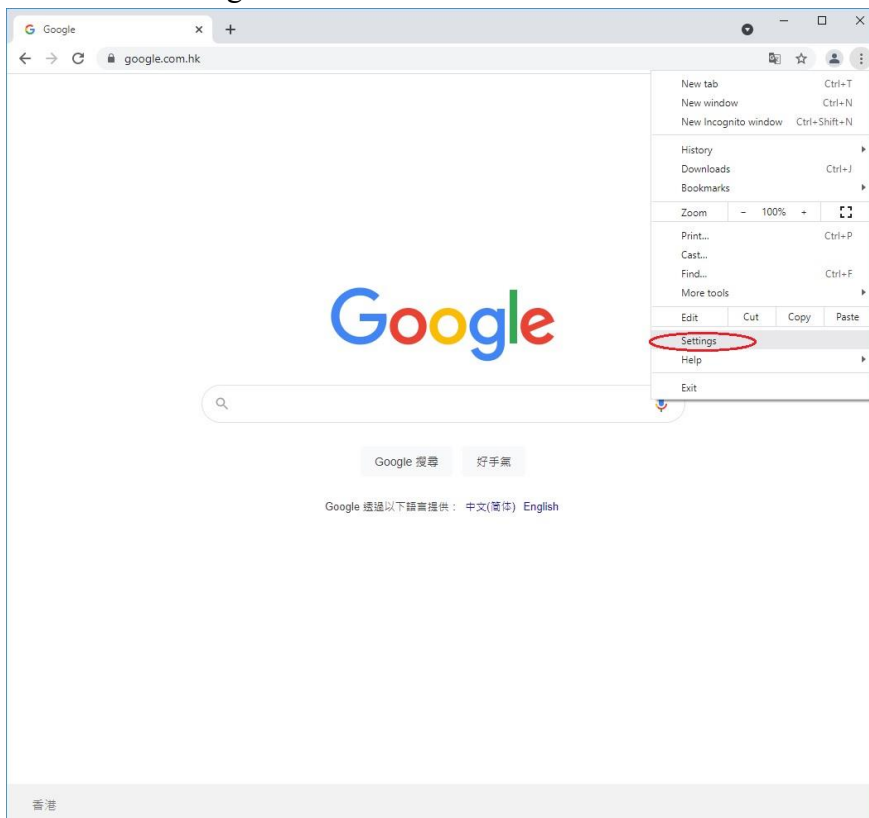 Google
google.com.hk
New tab Ctrl+T
New window Ctrl+N
New Incognito window Ctrl+Shift+N
History
Downloads Ctrl+J
Bookmarks
Zoom - 100% +
Print... Ctrl+P
Cast...
Find... Ctrl+F
More tools
Edit Cut Copy Paste
Settings
Help
Exit
Google
Google 搜尋 好手氣
Google 透過以下語言提供： 中文(简体) English
香港